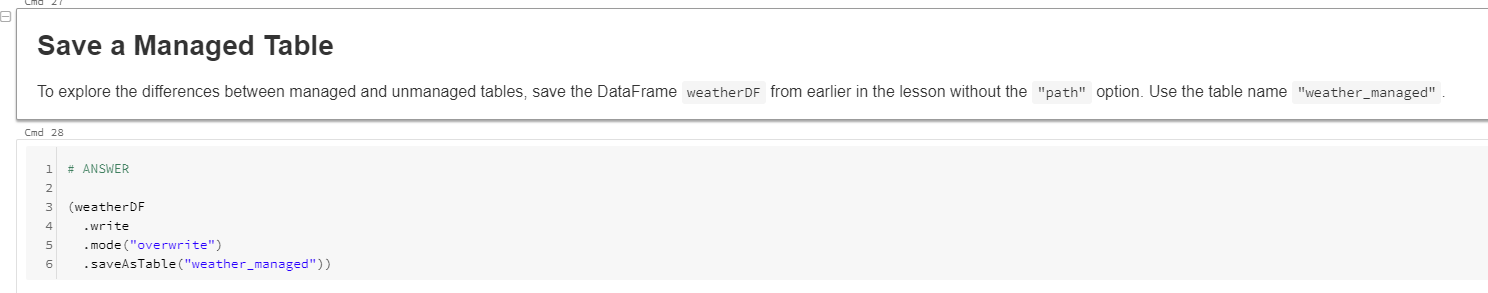 Cmd 27
Save a Managed Table
To explore the differences between managed and unmanaged tables, save the DataFrame weatherDF from earlier in the lesson without the "path" option. Use the table name "weather_managed" .
Cmd 28
1 # ANSWER
2
3 (weatherDF
4 .write
5 .mode("overwrite")
6 .saveAsTable("weather_managed"))